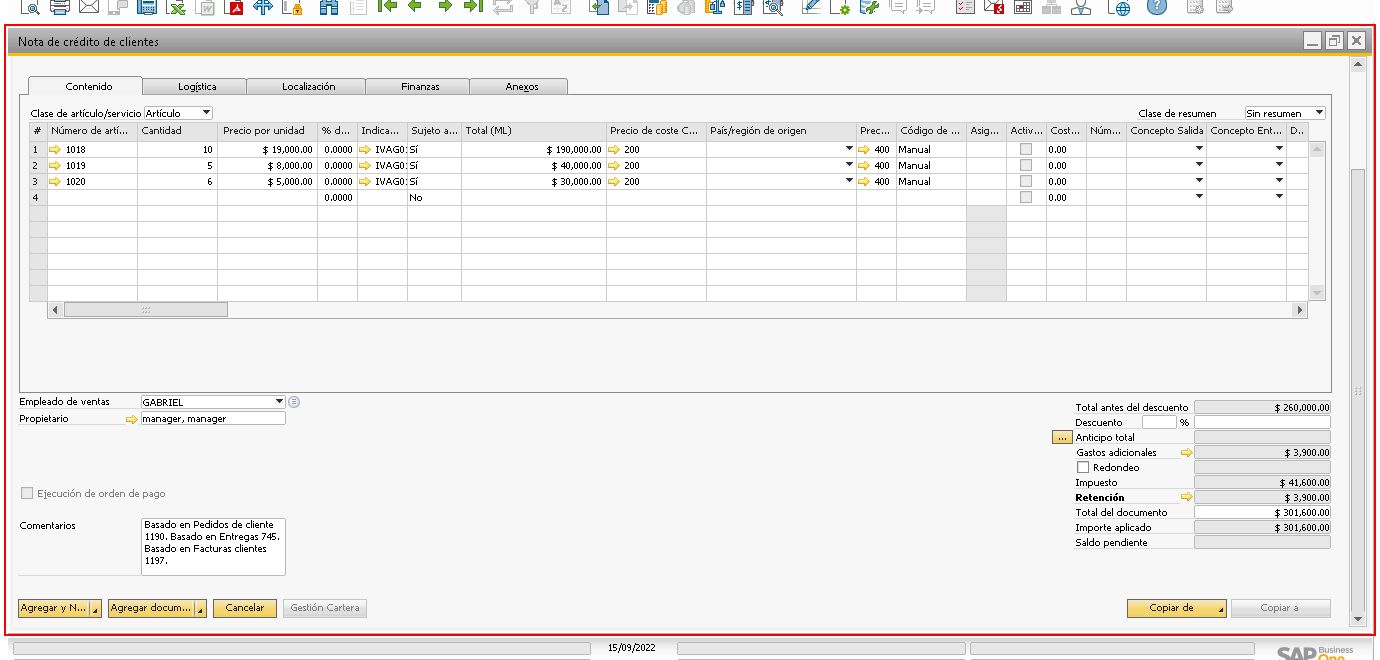 Nota de crédito de clientes
Contenido Logística Localización Finanzas Anexos
Clase de artículo/servicio Artículo Clase de resumen Sin resumen
# Número de artí... Cantidad Precio por unidad % d... Indica... Sujeto a... Total (ML) Precio de coste C... País/región de origen Prec... Código de ... Asig... Activ... Cost... Núm... Concepto Salida Concepto Ent... D...
1 1018 10 $ 19,000.00 0.0000 IVAG0 Sí $ 190,000.00 200 400 Manual 0.00
2 1019 5 $ 8,000.00 0.0000 IVAG0 Sí $ 40,000.00 200 400 Manual 0.00
3 1020 6 $ 5,000.00 0.0000 IVAG0 Sí $ 30,000.00 200 400 Manual 0.00
4 0.0000 No 0.00
Empleado de ventas GABRIEL
Propietario manager, manager
Total antes del descuento $ 260,000.00
Descuento %
... Anticipo total
Gastos adicionales $ 3,900.00
Redondeo
Impuesto $ 41,600.00
Retención $ 3,900.00
Total del documento $ 301,600.00
Importe aplicado $ 301,600.00
Saldo pendiente
Ejecución de orden de pago
Comentarios
Basado en Pedidos de cliente
1190. Basado en Entregas 745.
Basado en Facturas clientes
1197.
Agregar y N... Agregar docum... Cancelar Gestión Cartera Copiar de Copiar a
15/09/2022
SAP Business
One